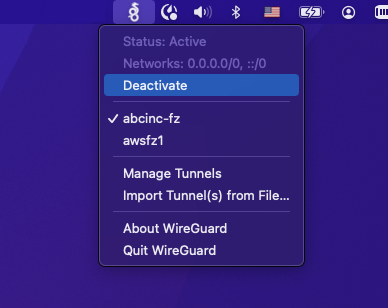 Status: Active
Networks: 0.0.0.0/0, ::/0
Deactivate
abcinc-fz
awsfz1
Manage Tunnels
Import Tunnel(s) from File...
About WireGuard
Quit WireGuard